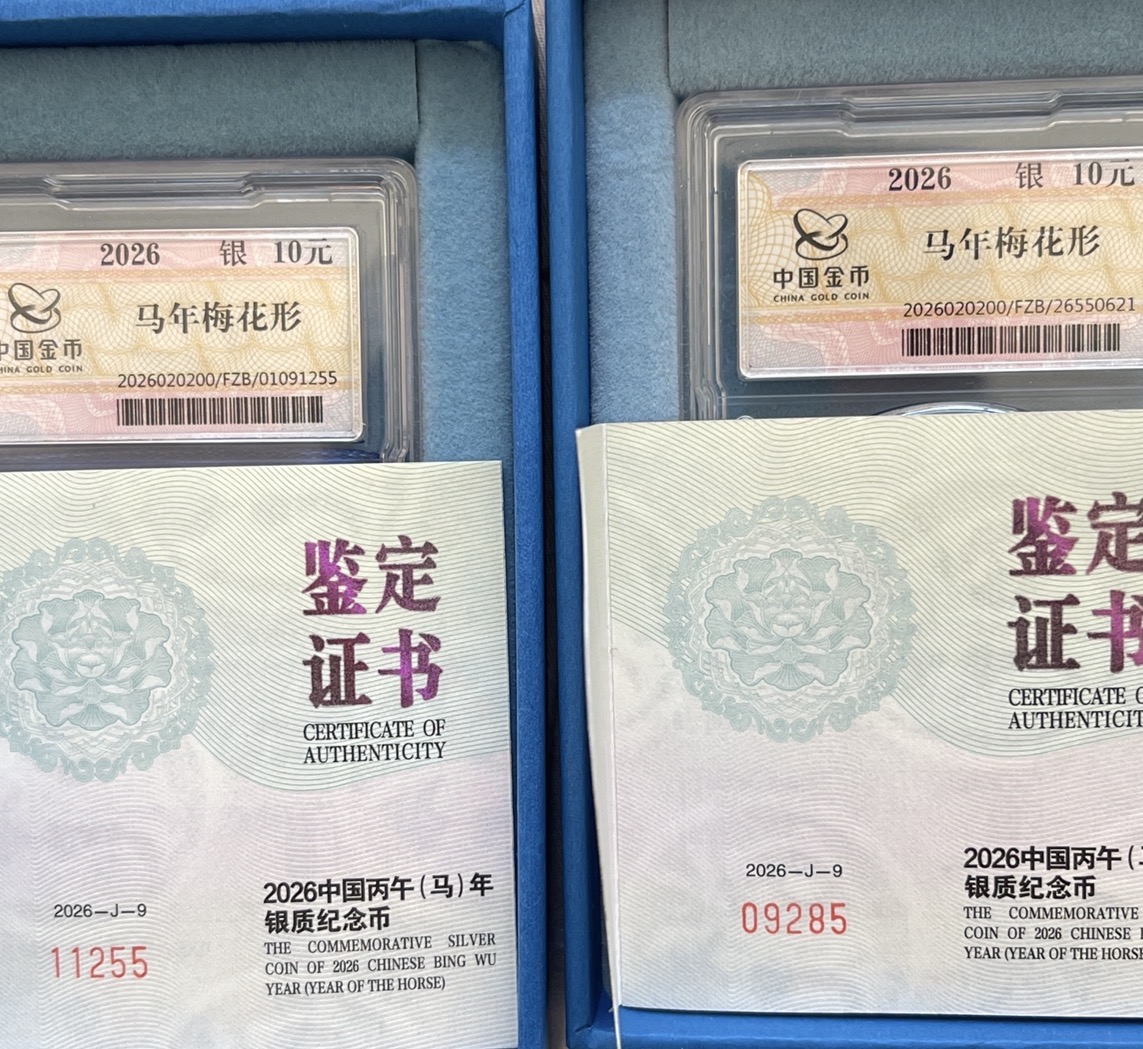 2026 银 10元
马年梅花形
中国金币
CHINA GOLD COIN
2026020200/FZB/01091255
鉴定
证书
CERTIFICATE OF
AUTHENTICITY
2026中国丙午(马)年
银质纪念币
2026-J-9
THE COMMEMORATIVE SILVER
COIN OF 2026 CHINESE BING WU
YEAR (YEAR OF THE HORSE)
11255
2026 银 10元
马年梅花形
中国金币
CHINA GOLD COIN
2026020200/FZB/26550621
鉴定
证书
CERTIFICATE
AUTHENTICIT
2026中国丙午(
银质纪念币
2026-J-9
THE COMMEMORATIVE
COIN OF 2026 CHINESE
YEAR (YEAR OF THE HORSE
09285